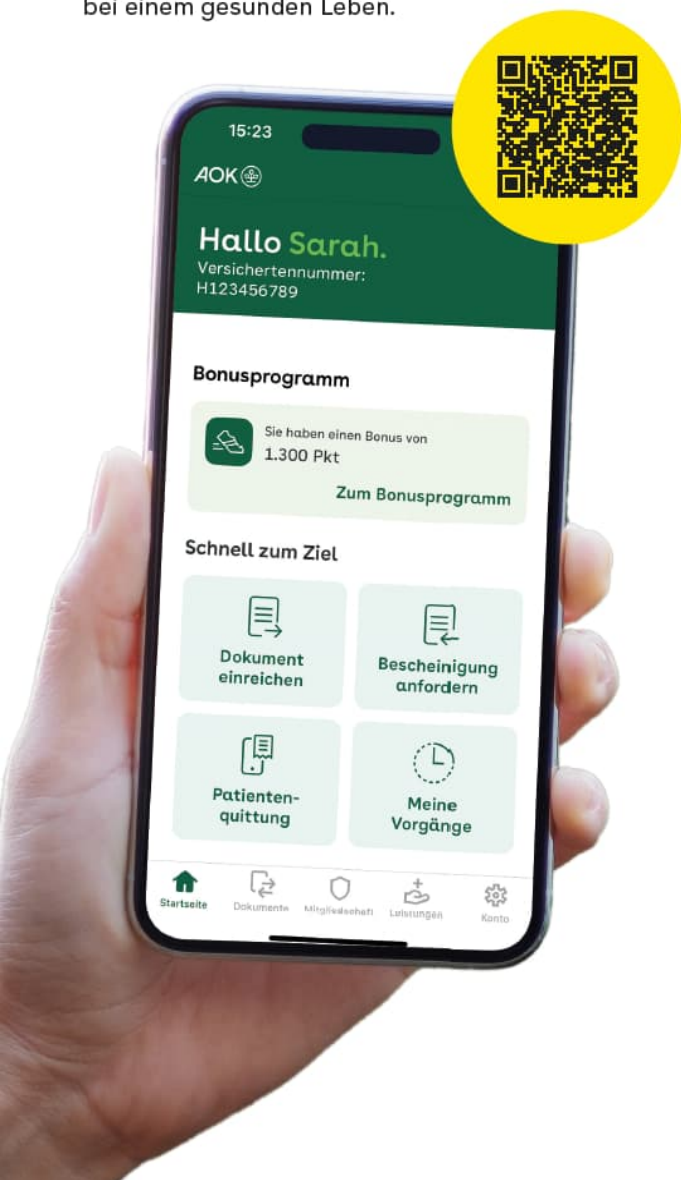 bei einem gesunden Leben.
15:23
AOK
Hallo Sarah.
Versichertennummer:
H123456789
Bonusprogramm
Sie haben einen Bonus von
1.300 Pkt
Zum Bonusprogramm
Schnell zum Ziel
Dokument
einreichen
Bescheinigung
anfordern
Patienten-
quittung
Meine
Vorgänge
Startseite
Dokumente
Mitgliedschaft
Leistungen
Konto